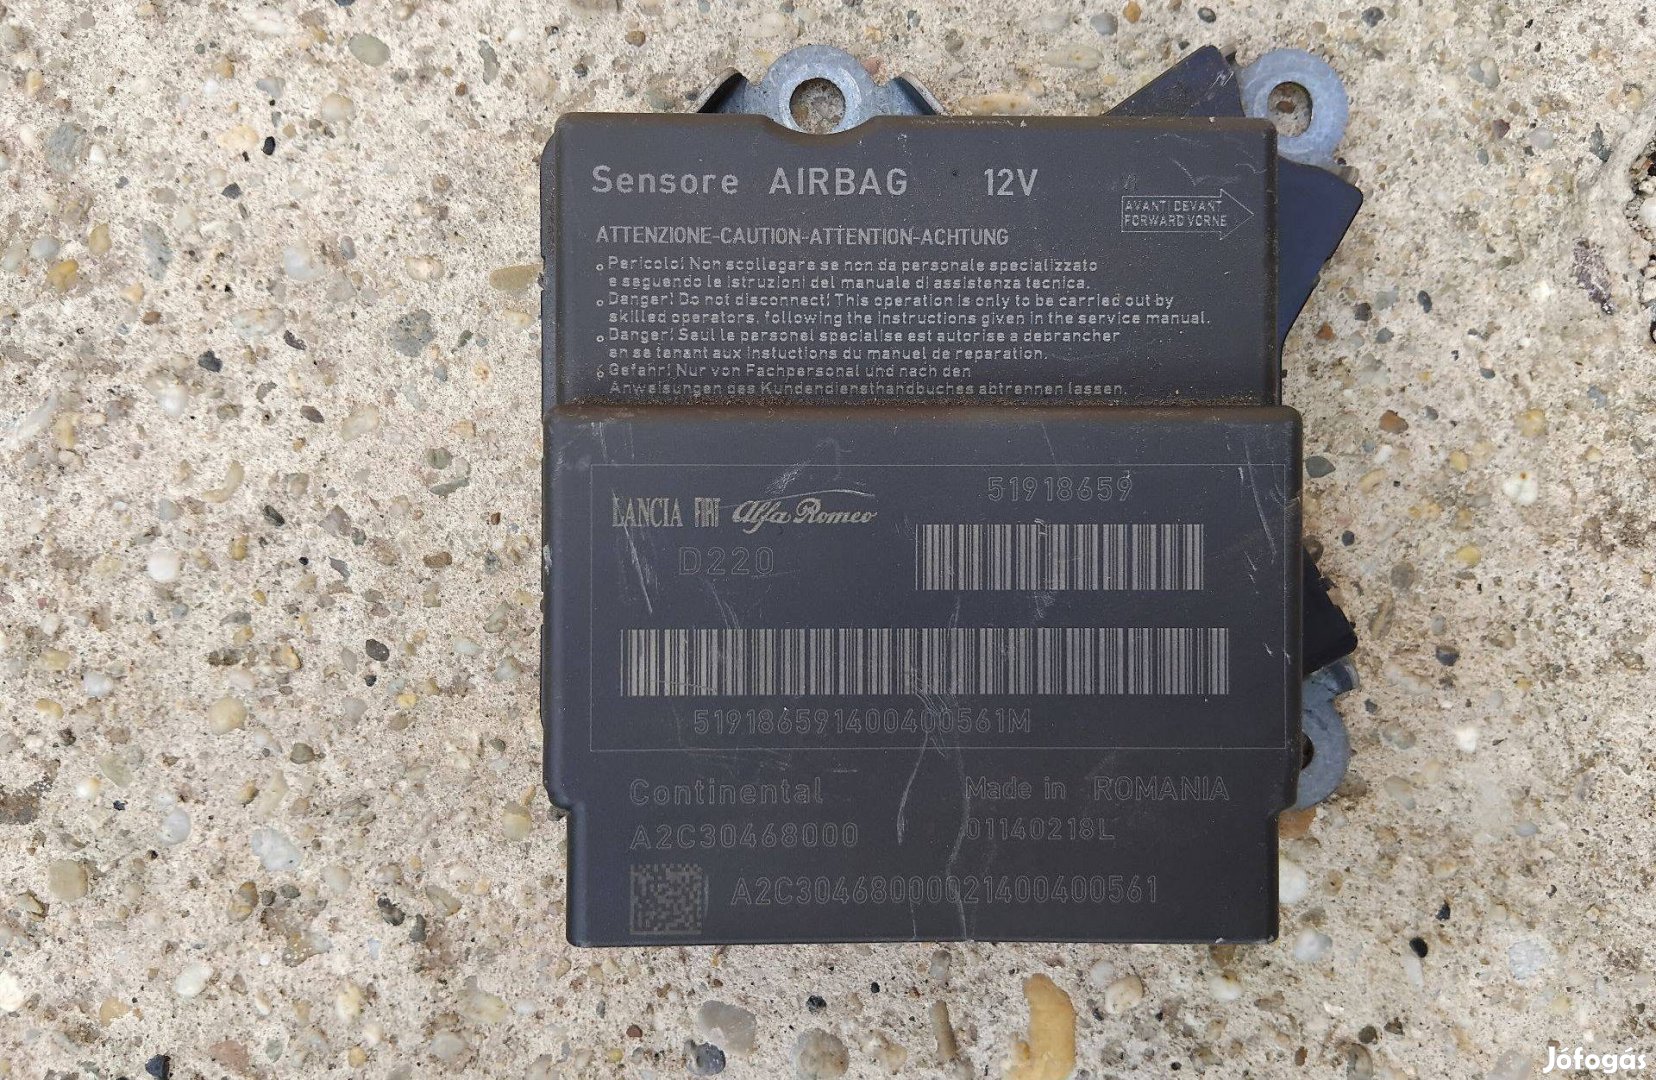 Sensore AIRBAG 12V
AVANTI DEVANT
FORWARD VORNE
ATTENZIONE-CAUTION-ATTENTION-ACHTUNG
Pericolo! Non scollegare se non da personale specializzato
e seguendo le istruzioni del manuale di assistenza tecnica.
Danger! Do not disconnect! This operation is only to be carried out by
skilled operators, following the instructions given in the service manual.
Danger! Seul le personel specialise est autorise a debrancher
en se tenant aux instuctions du manuel de reparation.
Gefahr! Nur von Fachpersonal und nach den
Anweisungen des Kundendiensthandbuches abtrennen lassen.
51918659
LANCIA FIAT Alfa Romeo
D220
519186591400400561M
Continental Made in ROMANIA
A2C30468000 01140218L
A2C3046800021400400561
Jófogás